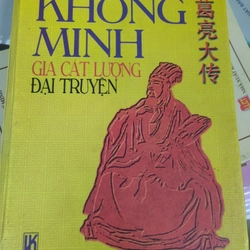 KHỔNG
MINH
GIA CÁT LƯỢNG
ĐẠI TRUYỆN
葛亮大传